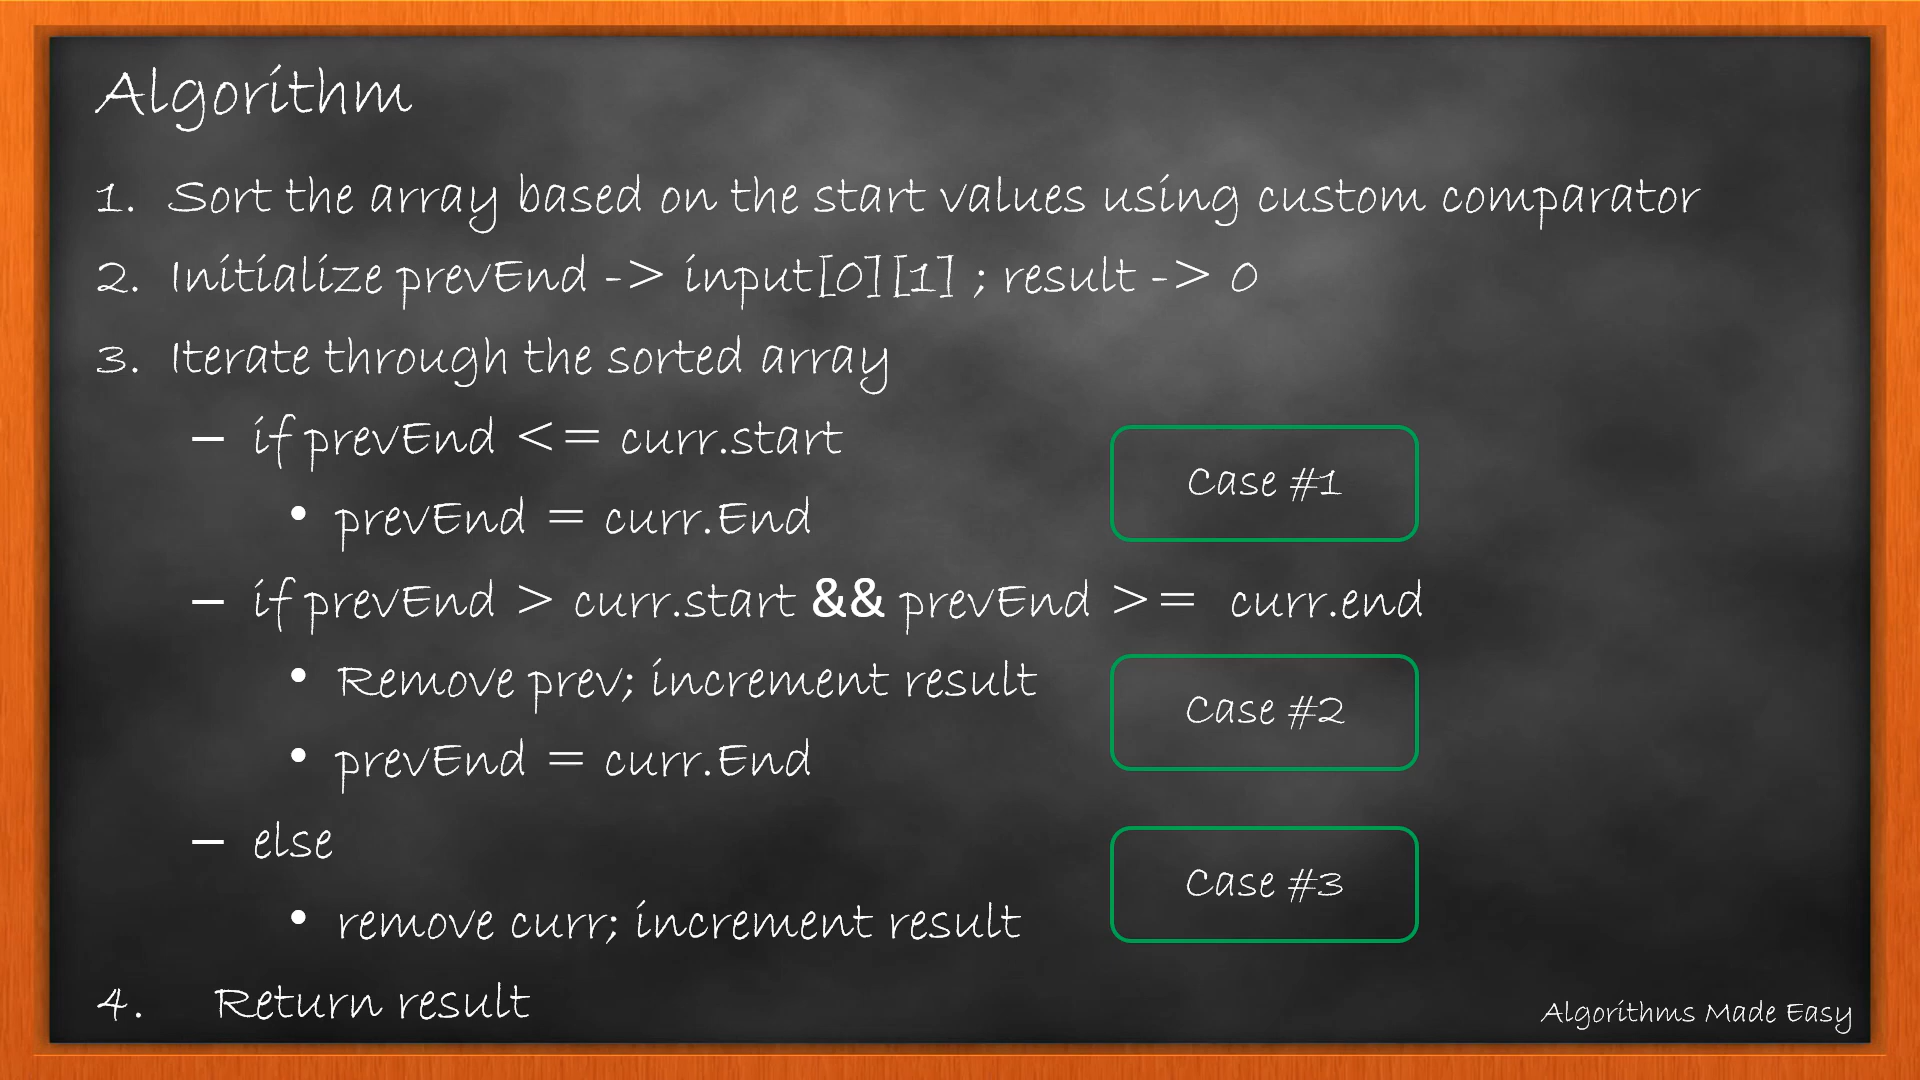 Algorithm
1. Sort the array based on the start values using custom comparator
2. Initialize prevEnd -> input[0][1] ; result -> 0
3. Iterate through the sorted array
– if prevEnd <= curr.start
• prevEnd = curr.End
Case #1
– if prevEnd > curr.start && prevEnd >= curr.end
• Remove prev; increment result
Case #2
• prevEnd = curr.End
– else
Case #3
• remove curr; increment result
4. Return result
Algorithms Made Easy